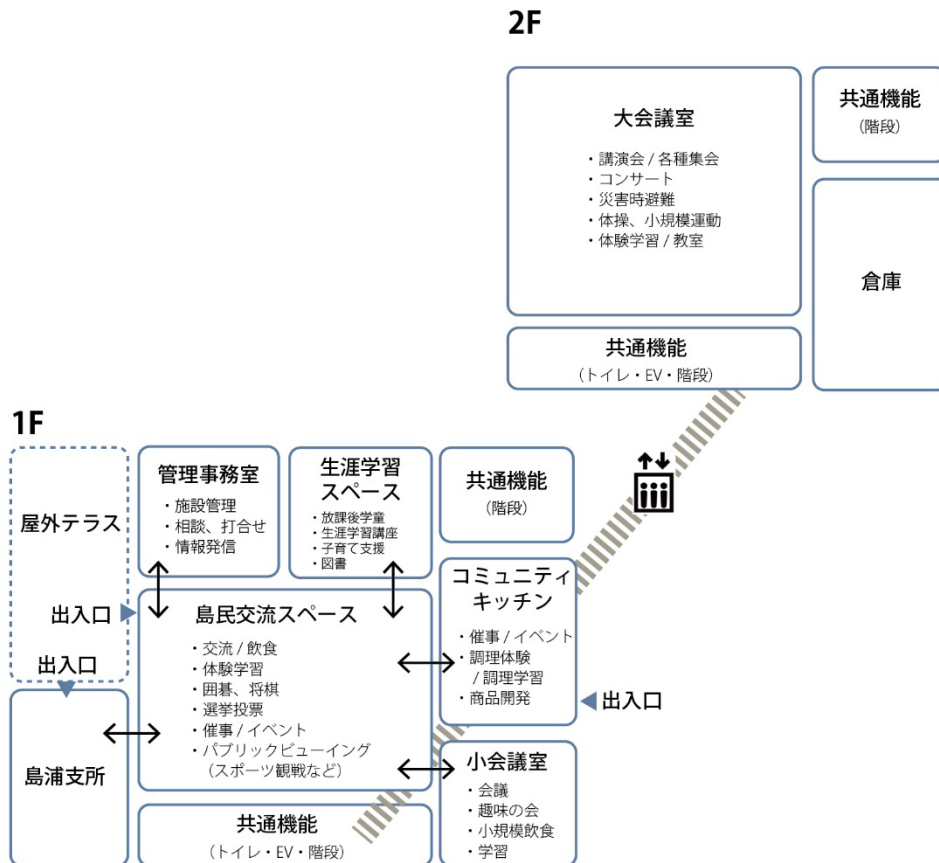 2F
大会議室
・講演会 / 各種集会
・コンサート
・災害時避難
・体操、小規模運動
・体験学習 / 教室
共通機能
（階段）
倉庫
共通機能
（トイレ・EV・階段）
1F
屋外テラス
管理事務室
・施設管理
・相談、打合せ
・情報発信
生涯学習
スペース
・放課後学童
・生涯学習講座
・子育て支援
・図書
共通機能
（階段）
出入口
出入口
島民交流スペース
・交流 / 飲食
・体験学習
・囲碁、将棋
・選挙投票
・催事 / イベント
・パブリックビューイング
（スポーツ観戦など）
コミュニティ
キッチン
・催事 / イベント
・調理体験
/ 調理学習
・商品開発
出入口
島浦支所
小会議室
・会議
・趣味の会
・小規模飲食
・学習
共通機能
（トイレ・EV・階段）